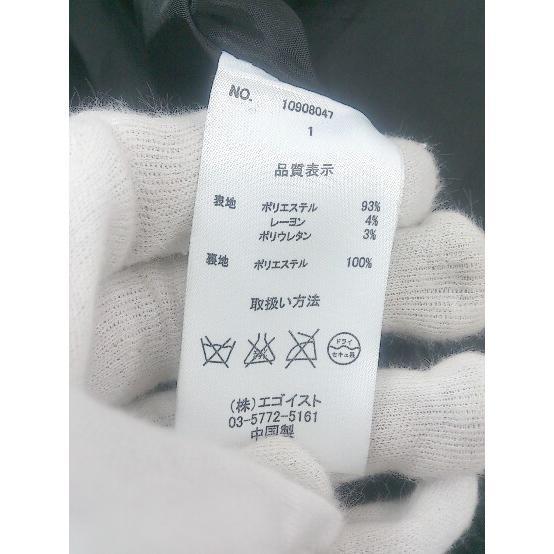 NO. 10908047
1
品質表示
表地 ポリエステル 93%
レーヨン 4%
ポリウレタン 3%
裏地 ポリエステル 100%
取扱い方法
ドライ
セキユ系
(株)エゴイスト
03-5772-5161
中国製